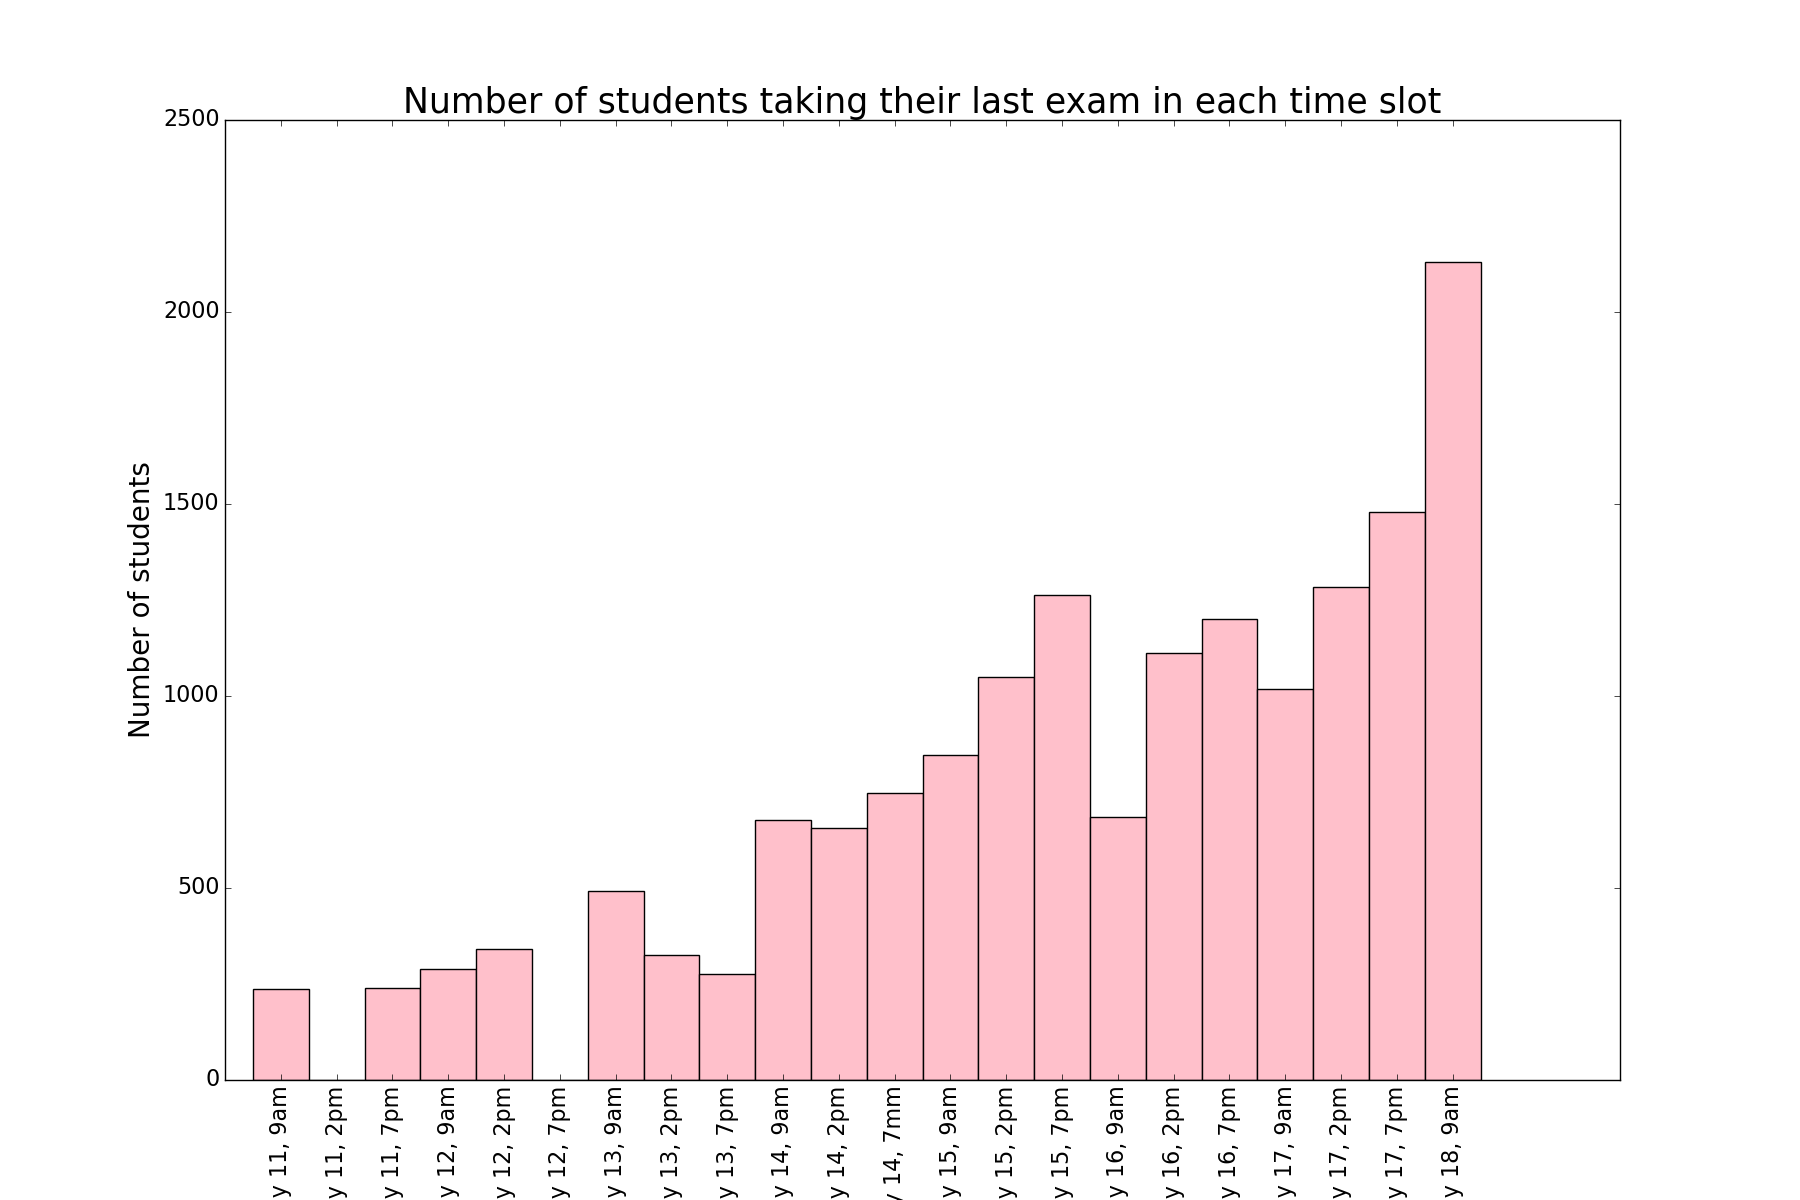 Number of students taking their last exam in each time slot
2500
2000
1500
1000
500
0
Number of students
y 11, 9am
y 11, 2pm
y 11, 7pm
y 12, 9am
y 12, 2pm
y 12, 7pm
y 13, 9am
y 13, 2pm
y 13, 7pm
y 14, 9am
y 14, 2pm
y 14, 7mm
y 15, 9am
y 15, 2pm
y 15, 7pm
y 16, 9am
y 16, 2pm
y 16, 7pm
y 17, 9am
y 17, 2pm
y 17, 7pm
y 18, 9am